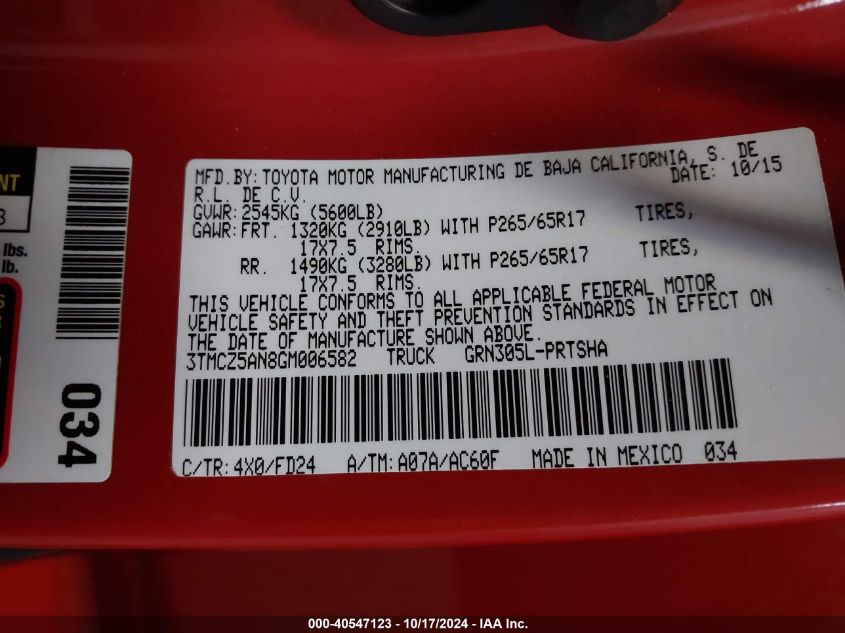 MFD.BY: TOYOTA MOTOR MANUFACTURING DE BAJA CALIFORNIA, S. DE
R.L. DE C.V. DATE: 10/15
GVWR: 2545KG (5600LB)
GAWR: FRT. 1320KG (2910LB) WITH P265/65R17 TIRES,
17X7.5 RIMS.
RR. 1490KG (3280LB) WITH P265/65R17 TIRES,
17X7.5 RIMS.
THIS VEHICLE CONFORMS TO ALL APPLICABLE FEDERAL MOTOR
VEHICLE SAFETY AND THEFT PREVENTION STANDARDS IN EFFECT ON
THE DATE OF MANUFACTURE SHOWN ABOVE.
3TMCZ5AN8GM006582 TRUCK GRN305L-PRTSHA
C/TR: 4X0/FD24 A/TM: A07A/AC60F MADE IN MEXICO 034
lbs.
lb.
034
000-40547123 - 10/17/2024 - IAA Inc.